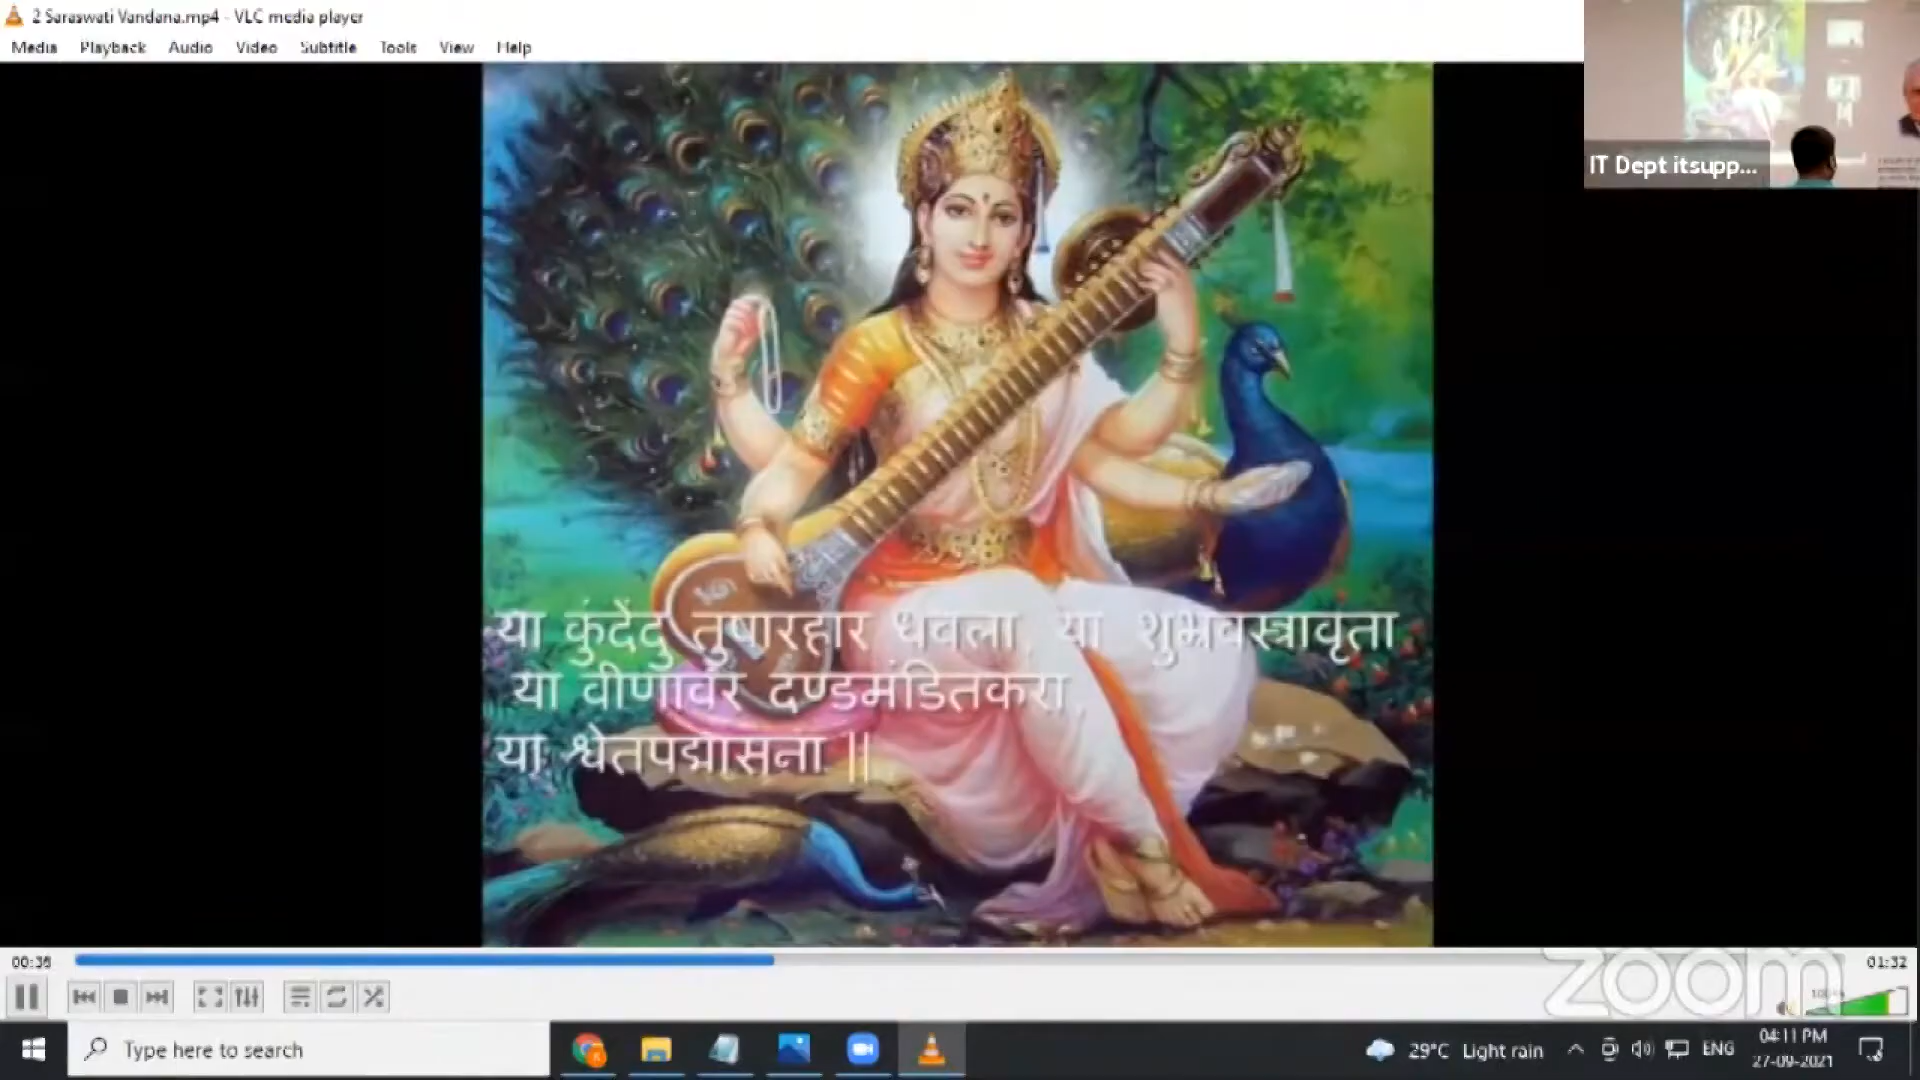 2 Saraswati Vandana.mp4 - VLC media player
Media Playback Audio Video Subtitle Tools View Help
IT Dept itsupp...
या कुंदेंदु तुषारहार धवला, या शुभ्रवस्त्रावृता
या वीणावर दण्डमंडितकरा,
या श्वेतपद्मासना ||
00:36
01:32
zoom
100%
Type here to search
29°C Light rain
ENG
04:11 PM
27-09-2021